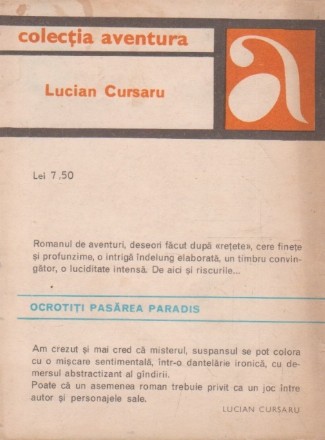 colecția aventura
a
Lucian Cursaru
Lei 7.50
Romanul de aventuri, deseori făcut după «rețete», cere finețe
și profunzime, o intrigă îndelung elaborată, un timbru convin-
gător, o luciditate intensă. De aici și riscurile...
OCROTIȚI PASĂREA PARADIS
Am crezut și mai cred că misterul, suspansul se pot colora
cu o mișcare sentimentală, într-o dantelărie ironică, cu de-
mersul abstractizant al gîndirii.
Poate că un asemenea roman trebuie privit ca un joc între
autor și personajele sale.
LUCIAN CURSARU